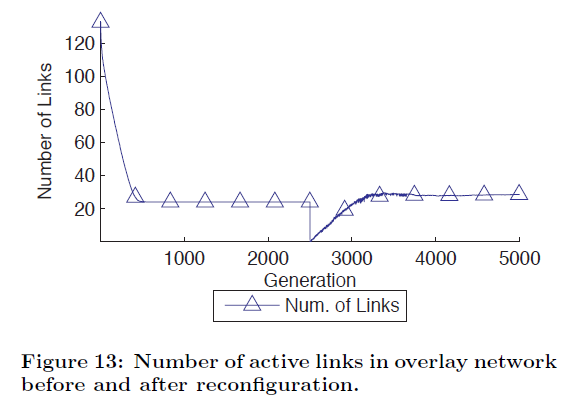 120
100
80
60
40
20
Number of Links
1000 2000 3000 4000 5000
Generation
Num. of Links
Figure 13: Number of active links in overlay network
before and after reconfiguration.